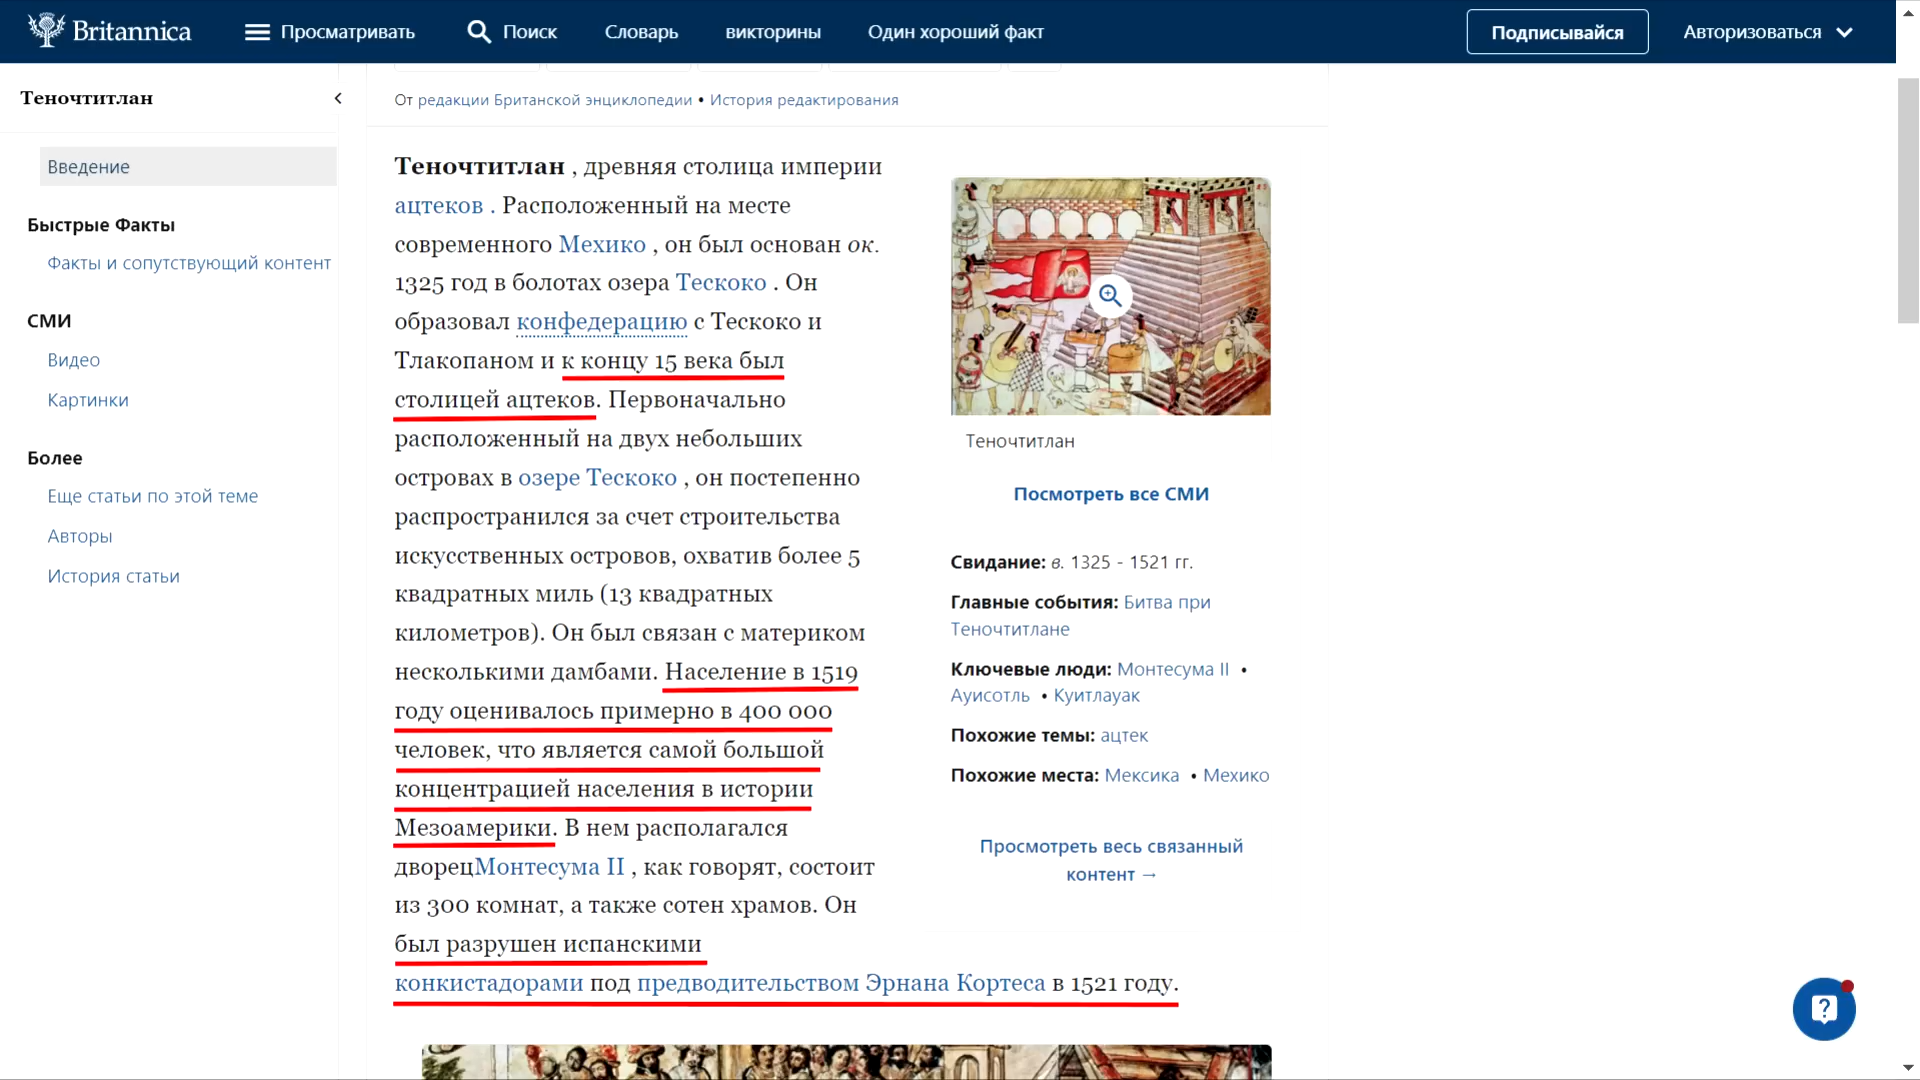 Britannica
Просматривать
Поиск
Словарь
викторины
Один хороший факт
Подписывайся
Авторизоваться
Теночтитлан
Введение
Быстрые Факты
Факты и сопутствующий контент
СМИ
Видео
Картинки
Более
Еще статьи по этой теме
Авторы
История статьи
От редакции Британской энциклопедии • История редактирования
Теночтитлан , древняя столица империи
ацтеков . Расположенный на месте
современного Мехико , он был основан ок.
1325 год в болотах озера Тескоко . Он
образовал конфедерацию с Тескоко и
Тлакопаном и к концу 15 века был
столицей ацтеков. Первоначально
расположенный на двух небольших
островах в озере Тескоко , он постепенно
распространился за счет строительства
искусственных островов, охватив более 5
квадратных миль (13 квадратных
километров). Он был связан с материком
несколькими дамбами. Население в 1519
году оценивалось примерно в 400 000
человек, что является самой большой
концентрацией населения в истории
Мезоамерики. В нем располагался
дворецМонтесума II , как говорят, состоит
из 300 комнат, а также сотен храмов. Он
был разрушен испанскими
конкистадорами под предводительством Эрнана Кортеса в 1521 году.
Теночтитлан
Посмотреть все СМИ
Свидание: в. 1325 - 1521 гг.
Главные события: Битва при
Теночтитлане
Ключевые люди: Монтесума II •
Ауисотль • Куитлауак
Похожие темы: ацтек
Похожие места: Мексика • Мехико
Просмотреть весь связанный
контент →